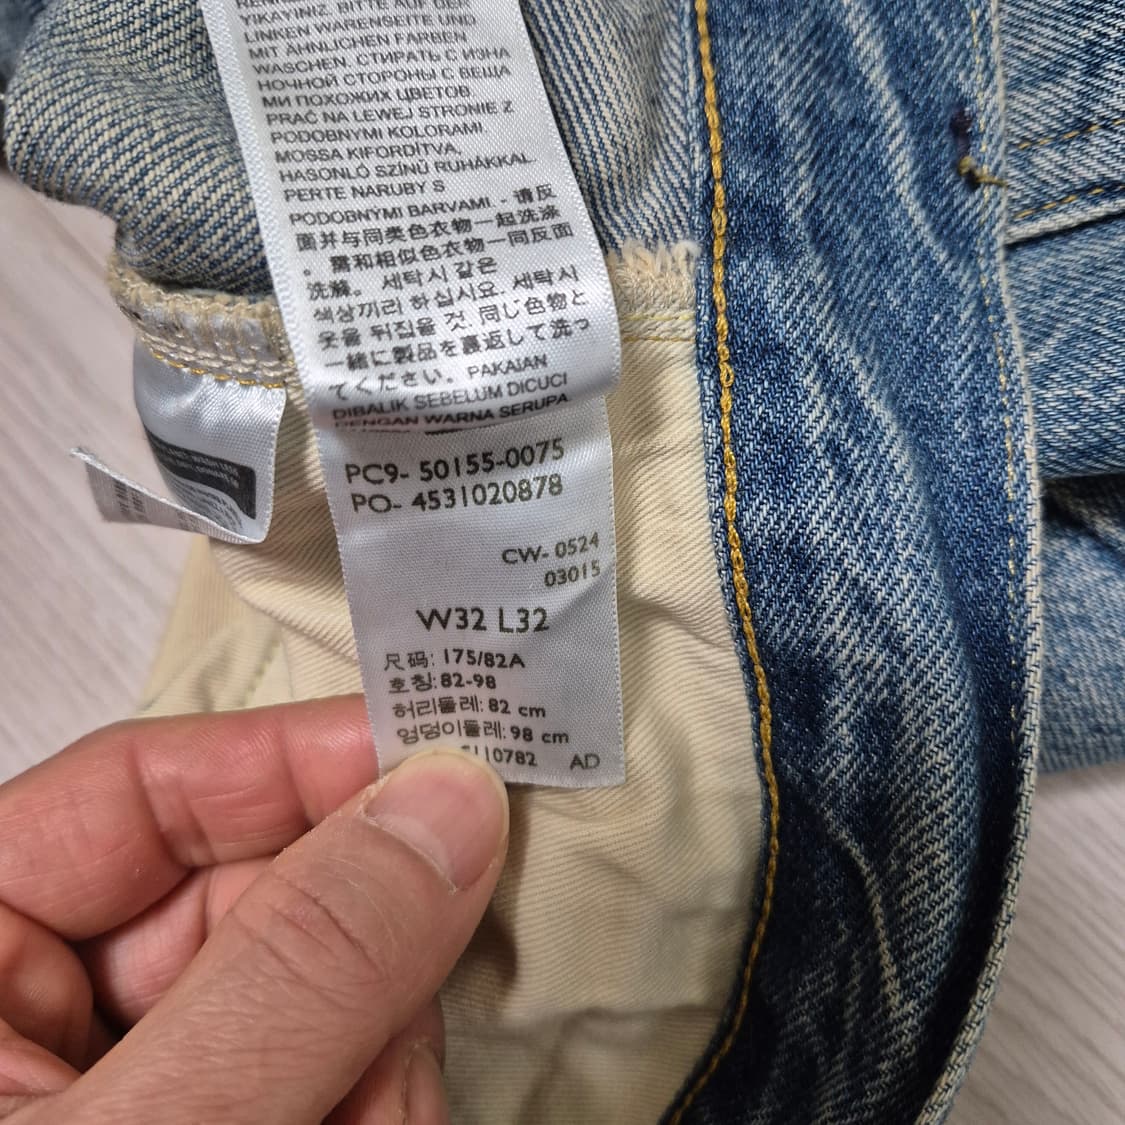 YIKAYINIZ. BITTE AUF DER
LINKEN WARENSEITE UND
MIT ÄHNLICHEN FARBEN
WASCHEN. СТИРАТЬ С ИЗНА
НОЧНОЙ СТОРОНЫ С ВЕЩА
МИ ПОХОЖИХ ЦВЕТОВ.
PRAĆ NA LEWEJ STRONIE Z
PODOBNYMI KOLORAMI.
MOSSA KIFORDÍTVA,
HASONLÓ SZÍNŰ RUHÁKKAL.
PERTE NARUBY S
PODOBNYMI BARVAMI. 请反
面并与同类色衣物一起洗涤
。需和相似色衣物一同反面
洗滌。 세탁시 같은
색상끼리 하십시요. 세탁시
옷을 뒤집을 것. 同じ色物と
一緒に製品を裏返して洗っ
てください。PAKAIAN
DIBALIK SEBELUM DICUCI
DENGAN WARNA SERUPA
PC9- 50155-0075
PO- 4531020878
CW- 0524
03015
W32 L32
尺码: 175/82A
호칭: 82-98
허리둘레: 82 cm
엉덩이둘레: 98 cm
110782 AD